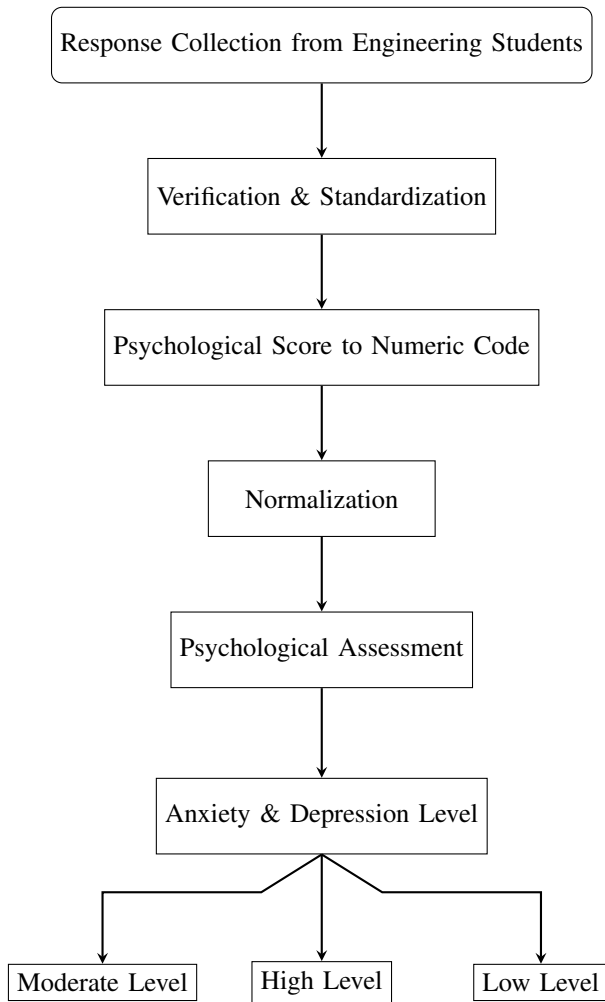 Response Collection from Engineering Students
Verification & Standardization
Psychological Score to Numeric Code
Normalization
Psychological Assessment
Anxiety & Depression Level
Moderate Level
High Level
Low Level